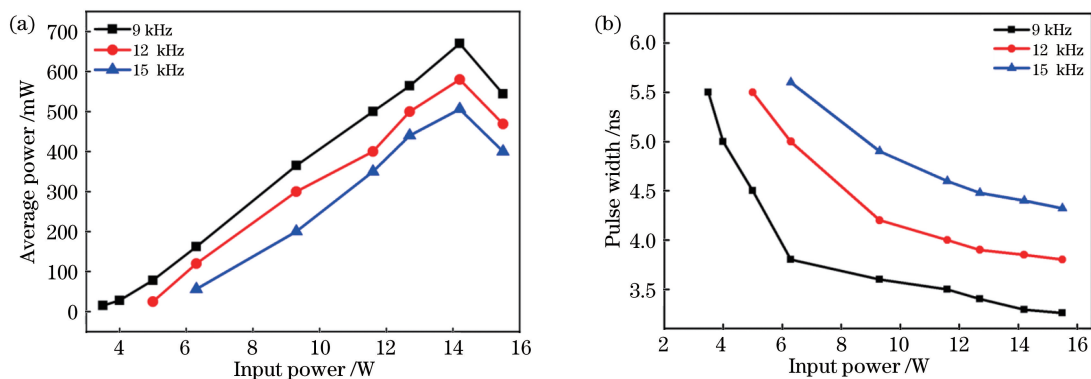 (a)
9 kHz
12 kHz
15 kHz
Average power /mW
700
600
500
400
300
200
100
0
4 6 8 10 12 14 16
Input power /W
(b)
9 kHz
12 kHz
15 kHz
Pulse width /ns
6.0
5.5
5.0
4.5
4.0
3.5
2 4 6 8 10 12 14 16
Input power /W